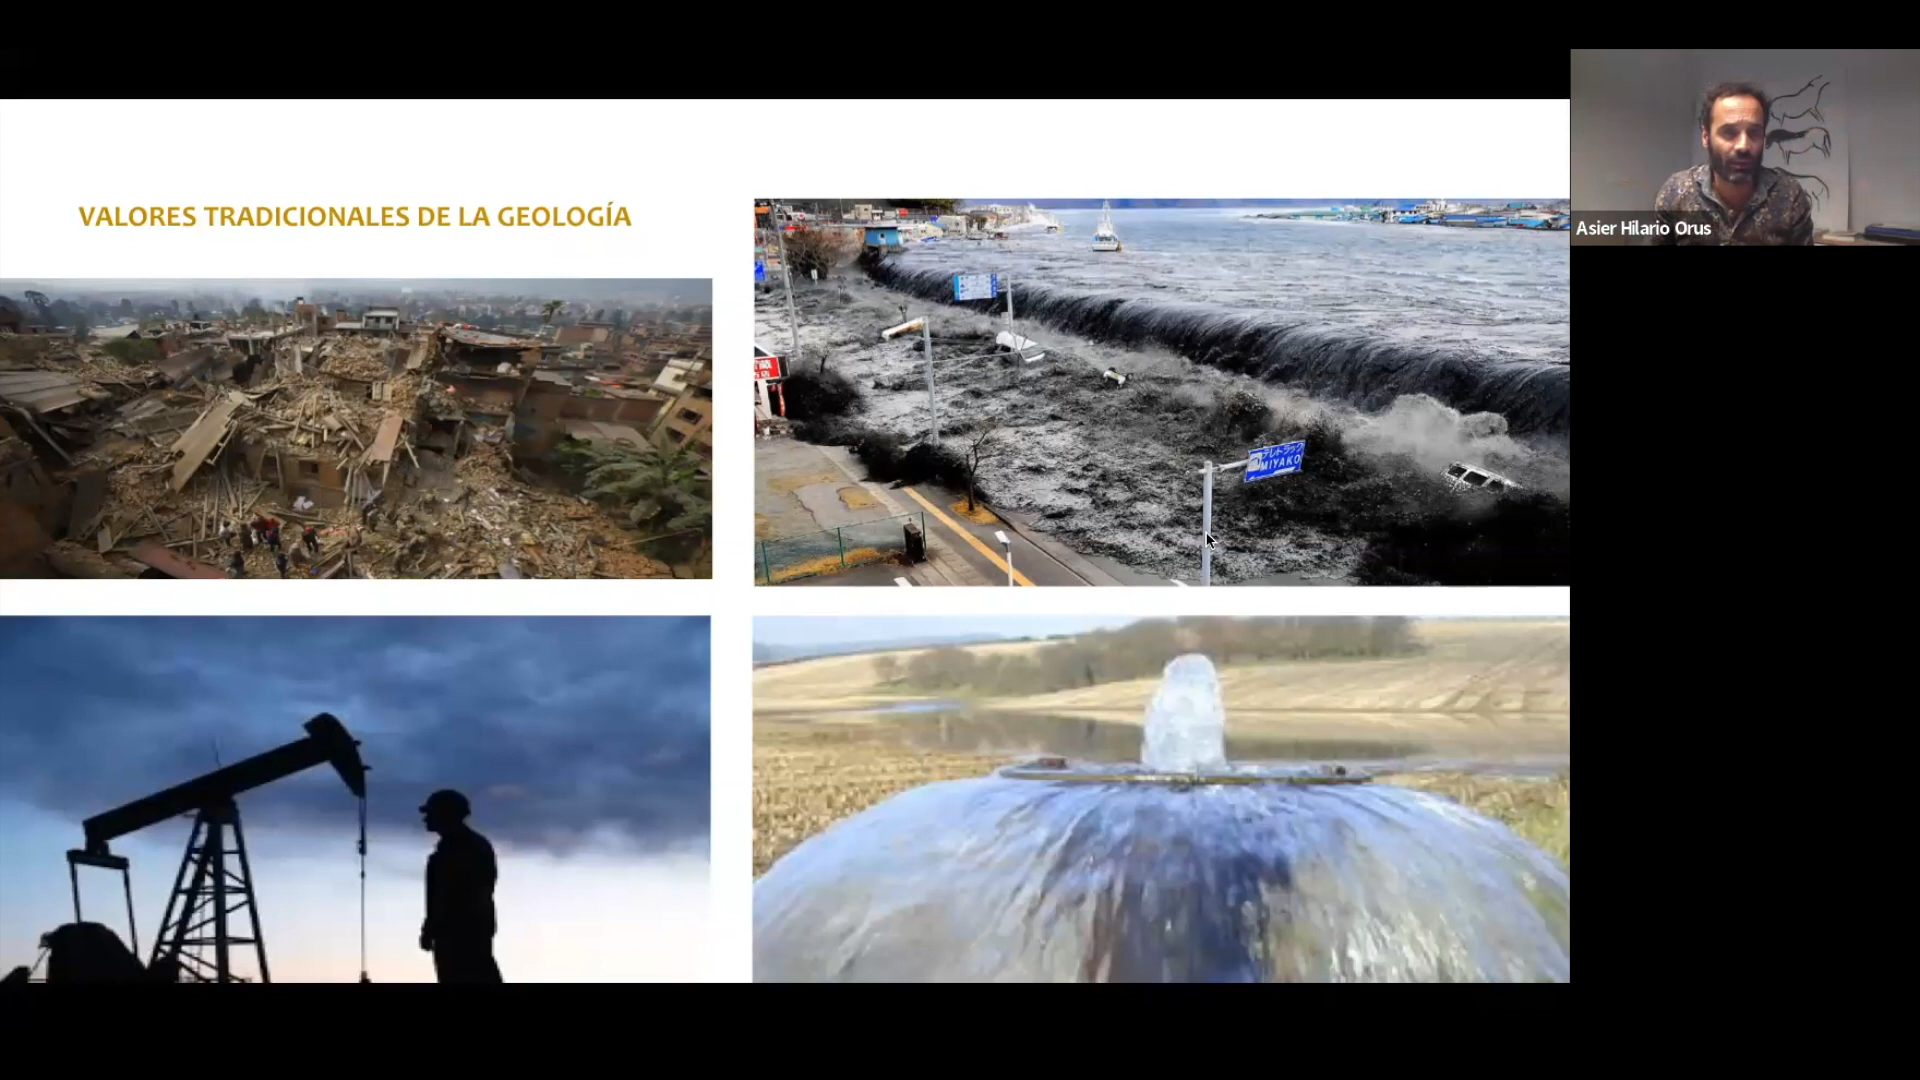 VALORES TRADICIONALES DE LA GEOLOGÍA
Asier Hilario Orus
MIYAKO